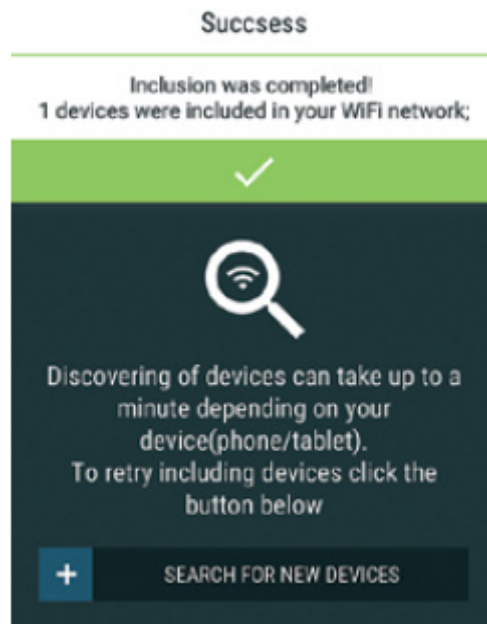 Succsess
Inclusion was completed!
1 devices were included in your WiFi network;
Discovering of devices can take up to a
minute depending on your
device(phone/tablet).
To retry including devices click the
button below
+ SEARCH FOR NEW DEVICES